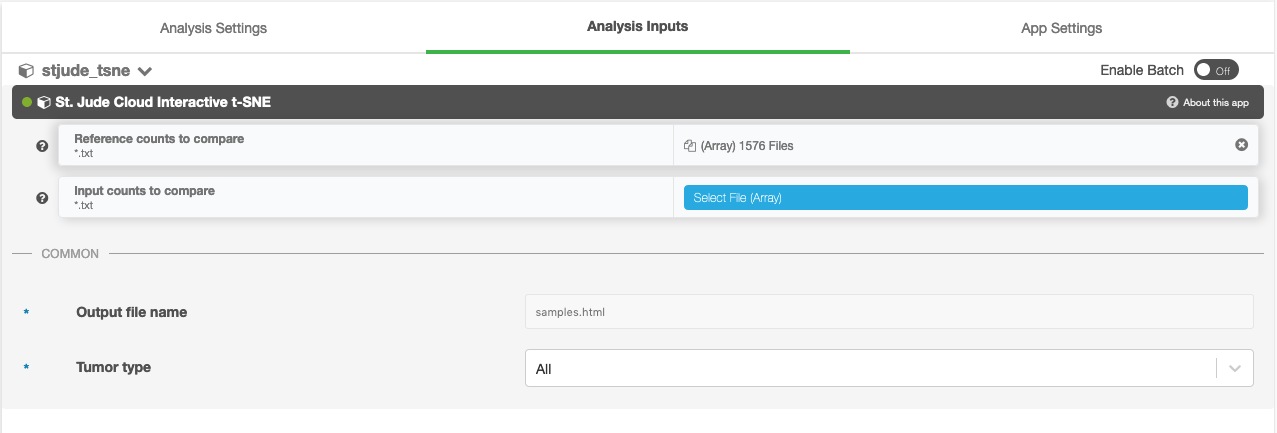 Analysis Settings
Analysis Inputs
App Settings
stjude_tsne
Enable Batch
Off
St. Jude Cloud Interactive t-SNE
? About this app
?
Reference counts to compare
*.txt
(Array) 1576 Files
?
Input counts to compare
*.txt
Select File (Array)
COMMON
* Output file name
samples.html
* Tumor type
All